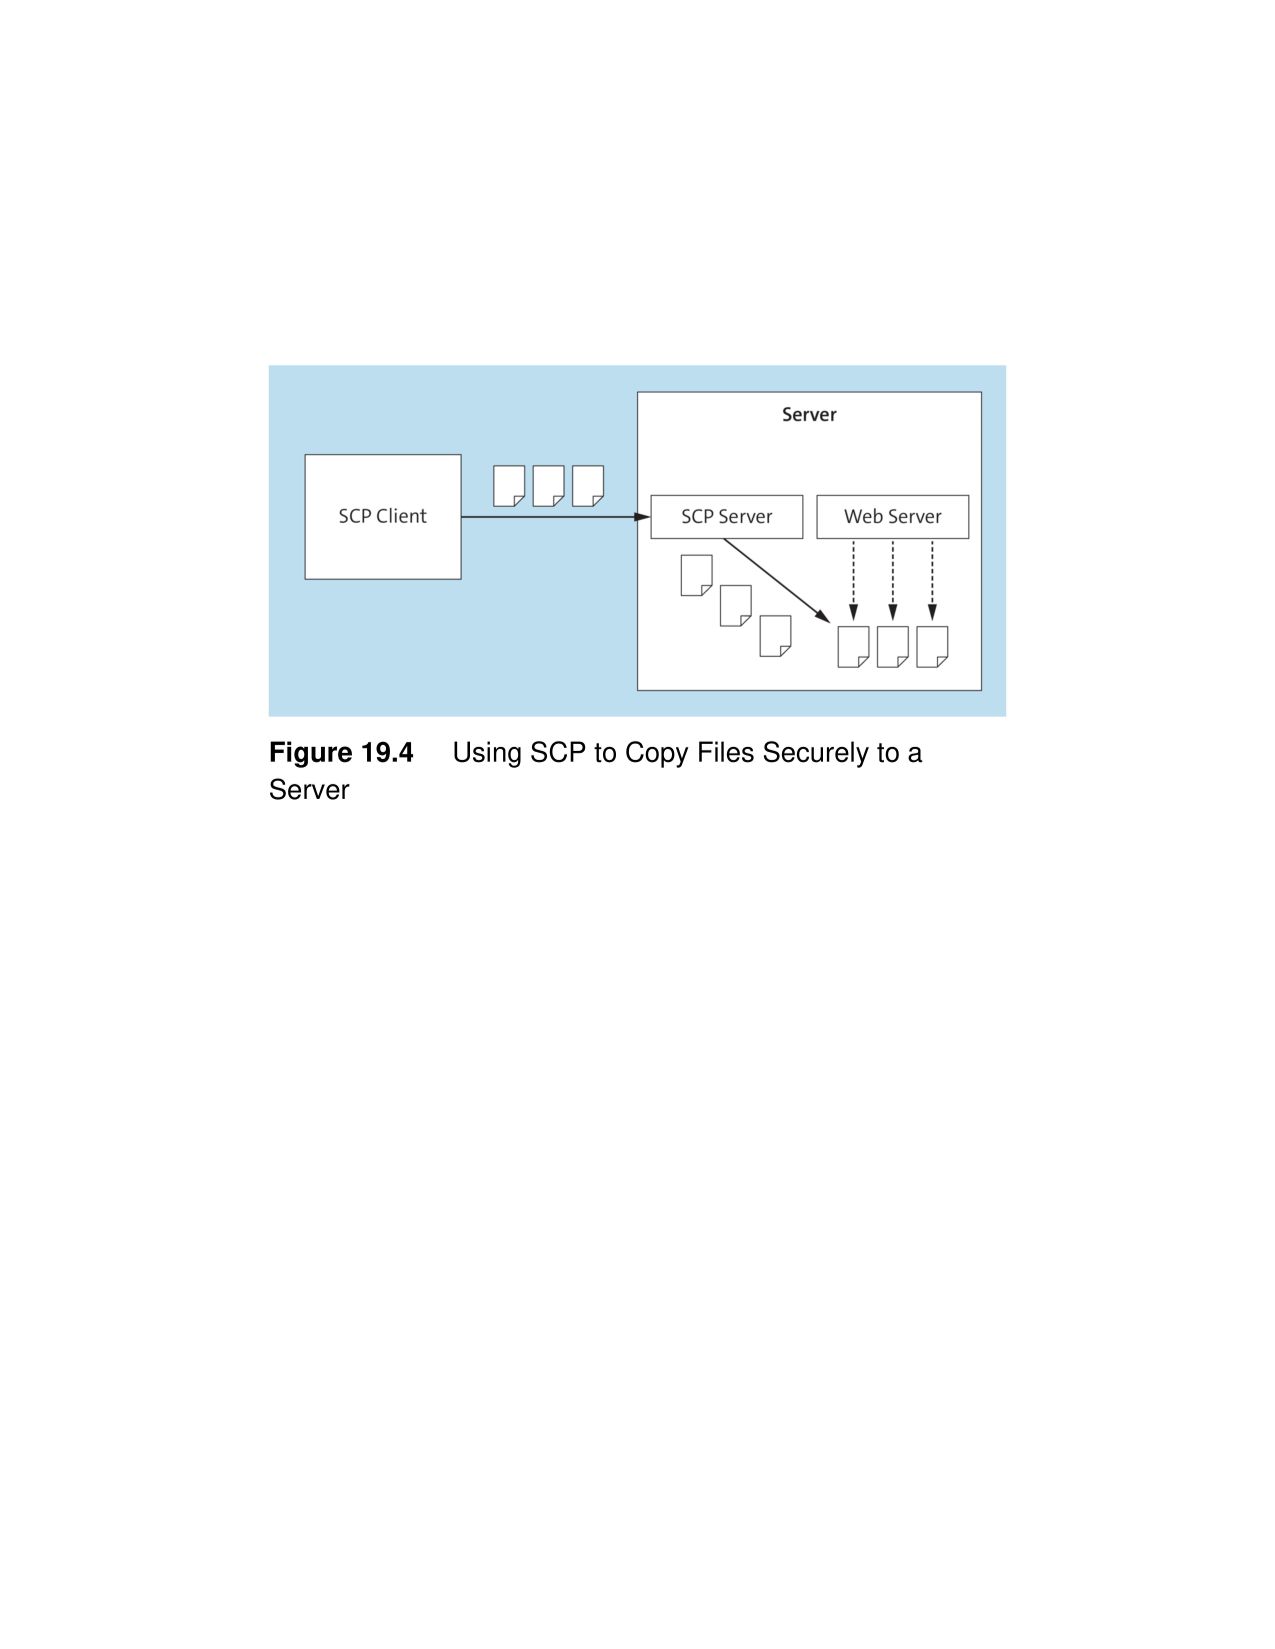 Server
SCP Client
SCP Server
Web Server
Figure 19.4 Using SCP to Copy Files Securely to a
Server